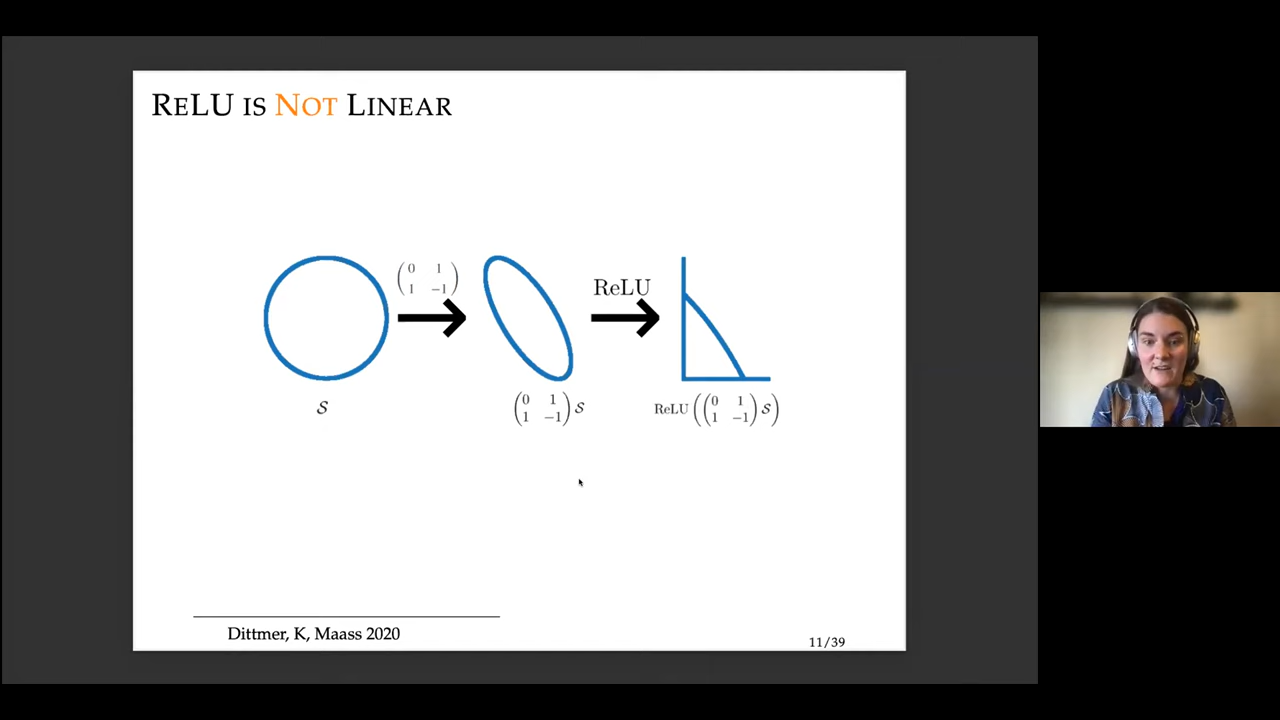 RELU IS NOT LINEAR
(0 1
1 −1)
ReLU
S
(0 1
1 −1) S
ReLU ((0 1
1 −1) S)
Dittmer, K, Maass 2020
11/39